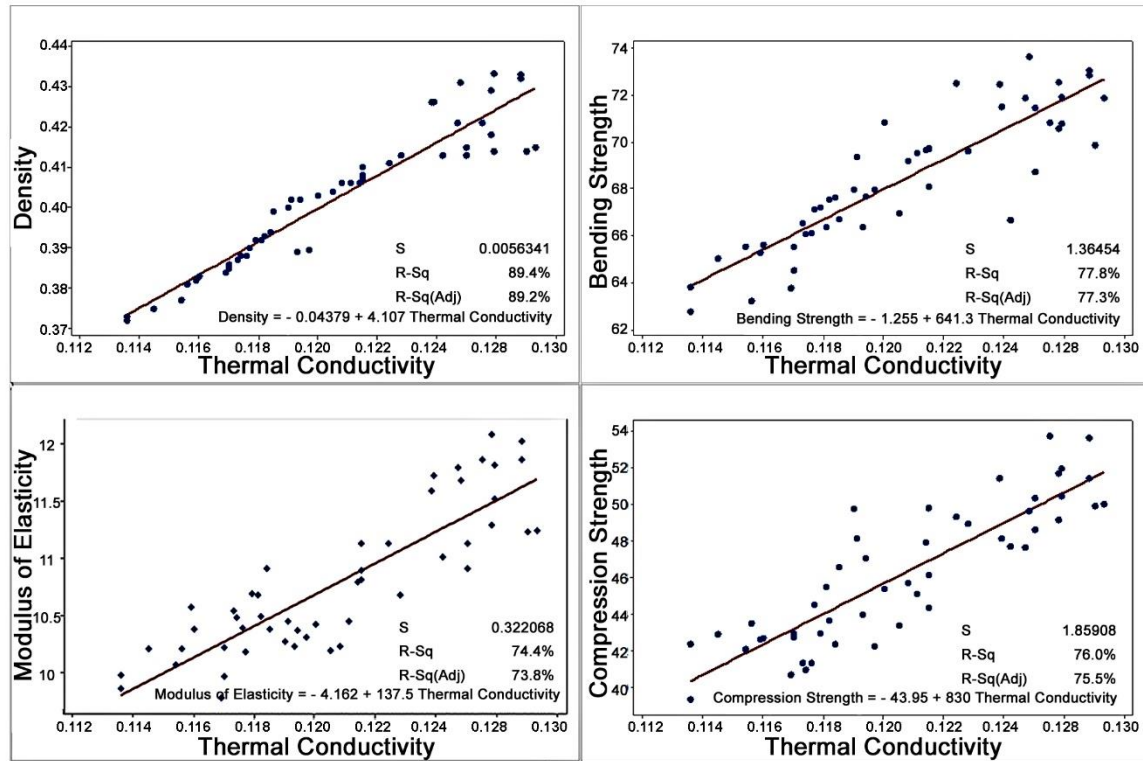 0.44
0.43
0.42
0.41
0.40
0.39
0.38
0.37
Density
S 0.0056341
R-Sq 89.4%
R-Sq(Adj) 89.2%
Density = - 0.04379 + 4.107 Thermal Conductivity
0.112 0.114 0.116 0.118 0.120 0.122 0.124 0.126 0.128 0.130
Thermal Conductivity
74
72
70
68
66
64
62
Bending Strength
S 1.36454
R-Sq 77.8%
R-Sq(Adj) 77.3%
Bending Strength = - 1.255 + 641.3 Thermal Conductivity
0.112 0.114 0.116 0.118 0.120 0.122 0.124 0.126 0.128 0.130
Thermal Conductivity
12
11.5
11
10.5
10
Modulus of Elasticity
S 0.322068
R-Sq 74.4%
R-Sq(Adj) 73.8%
Modulus of Elasticity = - 4.162 + 137.5 Thermal Conductivity
0.112 0.114 0.116 0.118 0.120 0.122 0.124 0.126 0.128 0.130
Thermal Conductivity
54
52
50
48
46
44
42
40
Compression Strength
S 1.85908
R-Sq 76.0%
R-Sq(Adj) 75.5%
Compression Strength = - 43.95 + 830 Thermal Conductivity
0.112 0.114 0.116 0.118 0.120 0.122 0.124 0.126 0.128 0.130
Thermal Conductivity